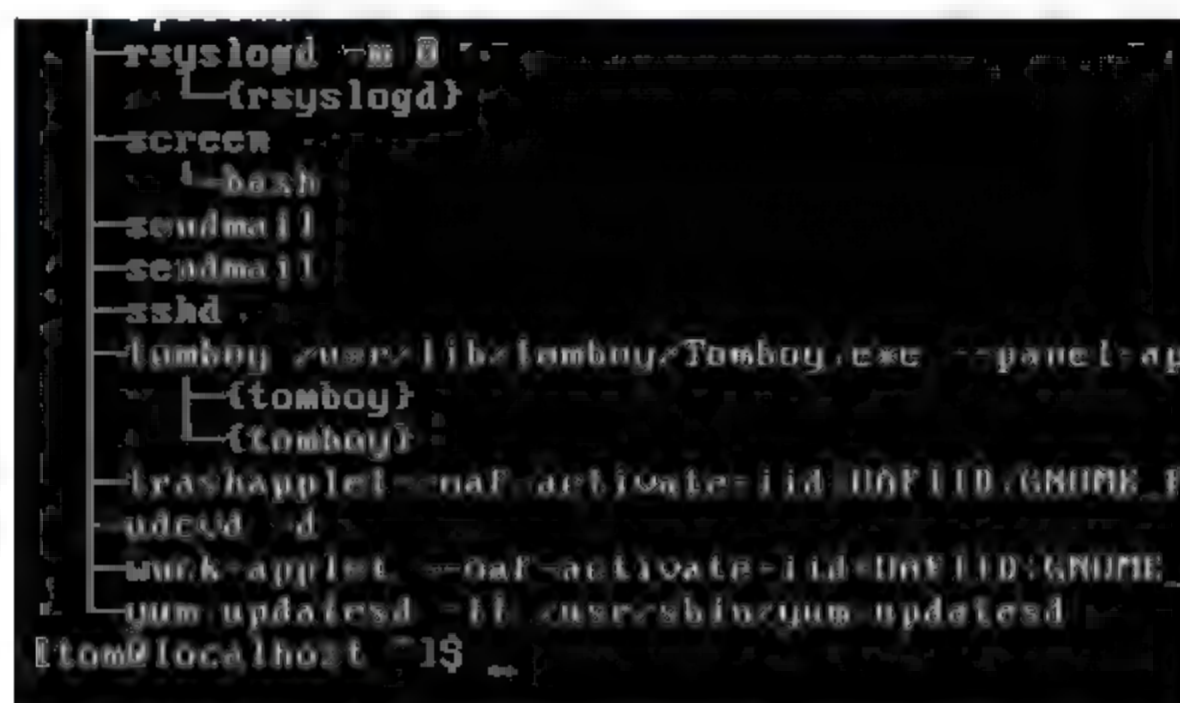 ├─rsyslogd -m 0
│   └─{rsyslogd}
├─screen
│   └─bash
├─sendmail
├─sendmail
├─sshd
├─tomboy /usr/lib/tomboy/Tomboy.exe --panel-ap
│   ├─{tomboy}
│   └─{tomboy}
├─trashapplet --oaf-activate-iid=OAFIID:GNOME_P
├─udevd -d
├─wnck-applet --oaf-activate-iid=OAFIID:GNOME_
└─yum-updatesd -tt /usr/sbin/yum-updatesd
[tom@localhost ~]$ _